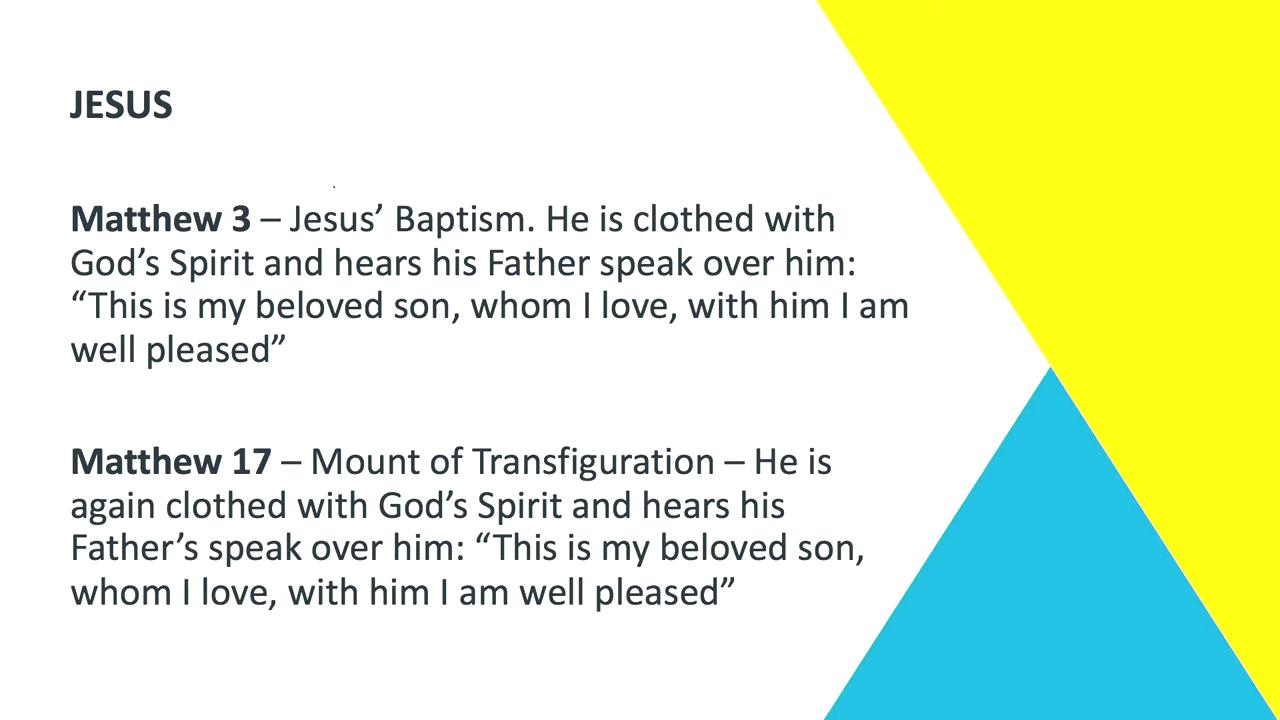 JESUS
Matthew 3 – Jesus’ Baptism. He is clothed with
God’s Spirit and hears his Father speak over him:
“This is my beloved son, whom I love, with him I am
well pleased”
Matthew 17 – Mount of Transfiguration – He is
again clothed with God’s Spirit and hears his
Father’s speak over him: “This is my beloved son,
whom I love, with him I am well pleased”